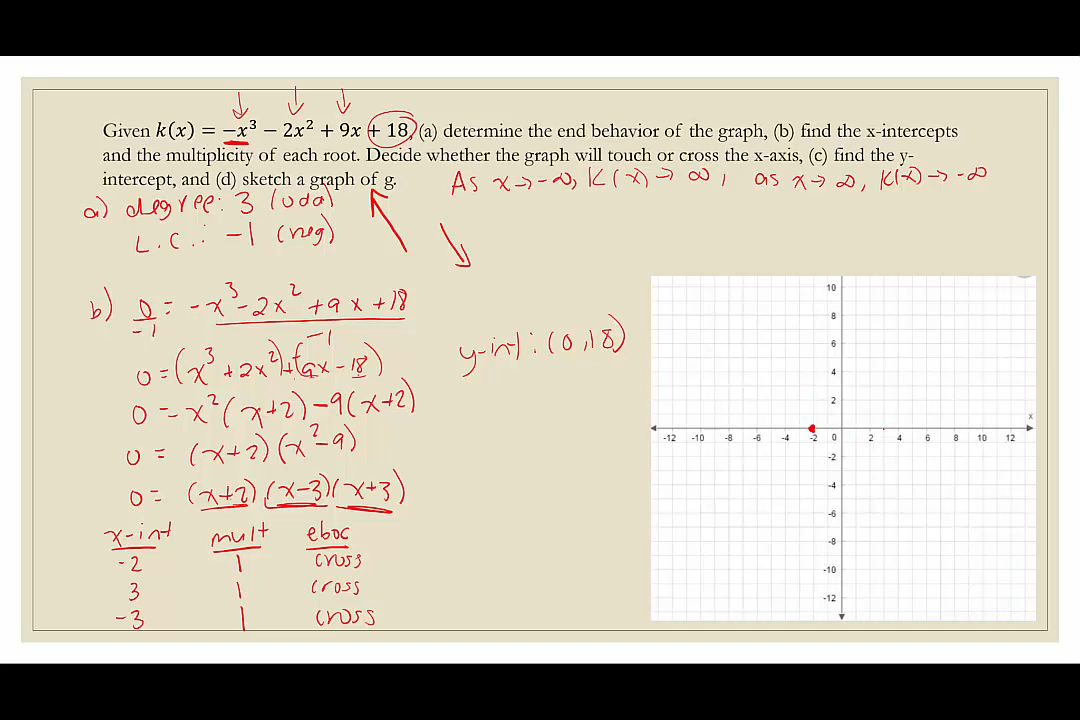 Given k(x) = −x³ − 2x² + 9x + 18, (a) determine the end behavior of the graph, (b) find the x-intercepts
and the multiplicity of each root. Decide whether the graph will touch or cross the x-axis, (c) find the y-
intercept, and (d) sketch a graph of g.
As x→-∞, K(x)→ ∞, as x→ ∞, K(x)→ -∞
a) degree: 3 (odd)
L.C.: -1 (neg)
b) 0/-1 = (-x³ - 2x² + 9x + 18)/-1
0 = (x³ + 2x²) + (-9x - 18)
0 = x²(x+2) - 9(x+2)
0 = (x+2)(x² - 9)
0 = (x+2)(x-3)(x+3)
x-int mult eboc
-2 1 cross
3 1 cross
-3 1 cross
y-int: (0,18)
10
8
6
4
2
x
-12 -10 -8 -6 -4 -2 0 2 4 6 8 10 12
-2
-4
-6
-8
-10
-12